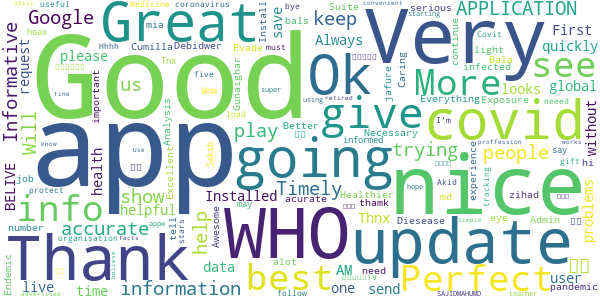 Good
app
Very
nice
WHO
Thank
going
update
covid
Great
Ok
give
More
see
info
best
Perfect
Google
Informative
request
Will
BELIVE
job
please
us
health
important
show
helpful
help
accurate
number
live
time
information
data
Installed
Timely
play
keep
Always
save
Install
useful
suite
Medicine
coronavirus
mia
hoax
Cumilla
Debidwer
Evade
bye
bals
must
five
Wow
load
Hhhh
Tnx
Use
Analysis
Excellent
Sakib
Gunaighar
tell
stars
protect
know
fine
super
using
retired
Better
Necessary
informed
trying
people
Thnx
Diesease
Healthier
thamk
acurate
Awesome
may
AM
need
alot
one
send
follow
user
pandemic
Endemic
organisation
facts
believe
advertised
APPLICATION
First
serious
Suite
convenient
starting
continue
light
Covit
Bala
infected
quickly
looks
global
Caring
jafure
Everything
Exposure
neeed
I'm
without
problems
hi
say
gift
works
proffession
experience
tracking
hope
Akid
md
zihad
eye
Admin
simple
teacher
SAJIDMAHUMD